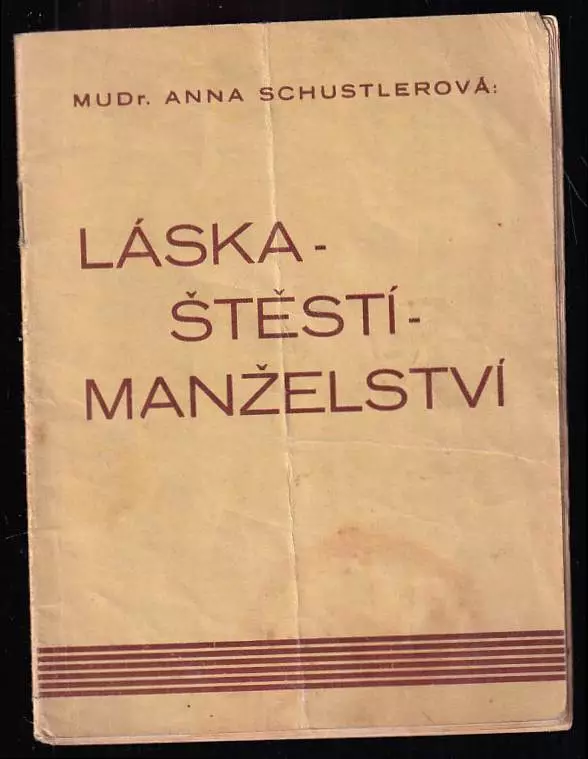 MUDr. ANNA SCHUSTLEROVÁ:
LÁSKA -
ŠTĚSTÍ -
MANŽELSTVÍ